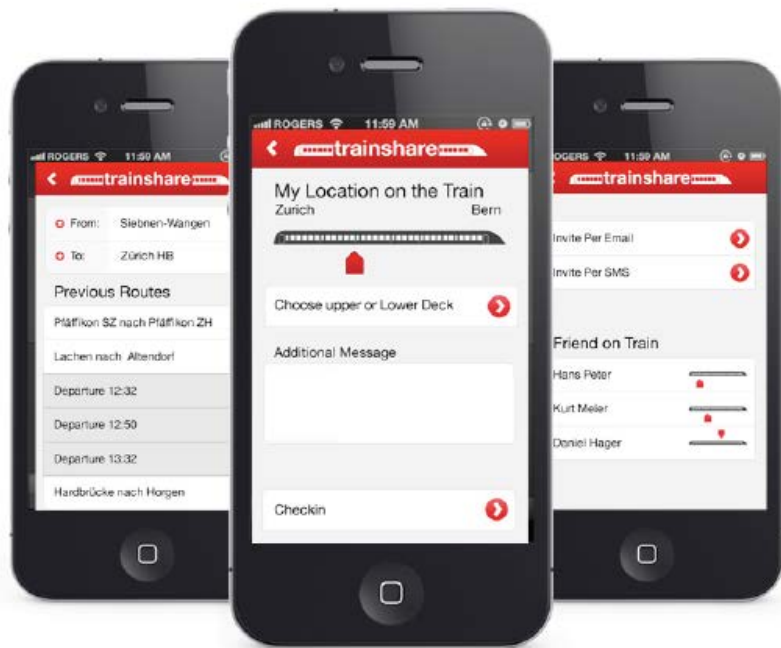 ROGERS 11:59 AM
trainshare
From: Siebnen-Wangen
To: Zürich HB
Previous Routes
Pfäffikon SZ nach Pfäffikon ZH
Lachen nach Altendorf
Departure 12:32
Departure 12:50
Departure 13:32
Hardbrücke nach Horgen
ROGERS 11:59 AM
trainshare
My Location on the Train
Zurich Bern
Choose upper or Lower Deck
Additional Message
Checkin
OGERS 11:59 AM
trainshare
Invite Per Email
Invite Per SMS
Friend on Train
Hans Peter
Kurt Meier
Daniel Hager